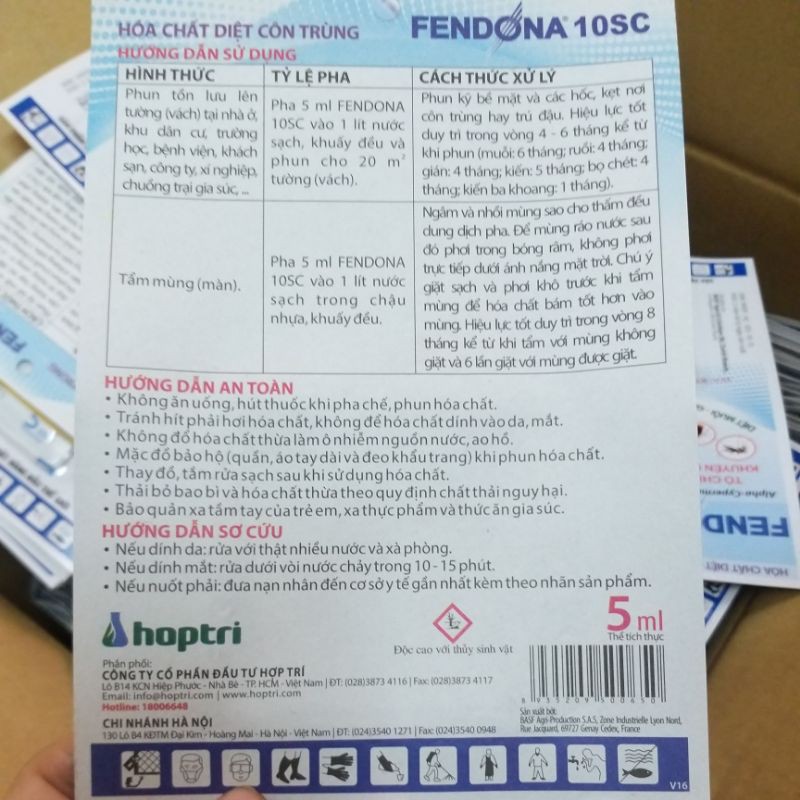 HÓA CHẤT DIỆT CÔN TRÙNG FENDONA® 10SC
HƯỚNG DẪN SỬ DỤNG
HÌNH THỨC
TỶ LỆ PHA
CÁCH THỨC XỬ LÝ
Phun tồn lưu lên
tường (vách) tại nhà ở,
khu dân cư, trường
học, bệnh viện, khách
sạn, công ty, xí nghiệp,
chuồng trại gia súc, ...
Pha 5 ml FENDONA
10SC vào 1 lít nước
sạch, khuấy đều và
phun cho 20 m²
tường (vách).
Phun kỹ bề mặt và các hốc, kẹt nơi
côn trùng hay trú đậu. Hiệu lực tốt
duy trì trong vòng 4 - 6 tháng kể từ
khi phun (muỗi: 6 tháng; ruồi: 4 tháng;
gián: 4 tháng; kiến: 5 tháng; bọ chét: 4
tháng; kiến ba khoang: 1 tháng).
Tẩm mùng (màn).
Pha 5 ml FENDONA
10SC vào 1 lít nước
sạch trong chậu
nhựa, khuấy đều.
Ngâm và nhồi mùng sao cho thấm đều
dung dịch pha. Để mùng ráo nước sau
đó phơi trong bóng râm, không phơi
trực tiếp dưới ánh nắng mặt trời. Chú ý
giặt sạch và phơi khô trước khi tẩm
mùng để hóa chất bám tốt hơn vào
mùng. Hiệu lực tốt duy trì trong vòng 8
tháng kể từ khi tẩm với mùng không
giặt và 6 lần giặt với mùng được giặt.
HƯỚNG DẪN AN TOÀN
• Không ăn uống, hút thuốc khi pha chế, phun hóa chất.
• Tránh hít phải hơi hóa chất, không để hóa chất dính vào da, mắt.
• Không đổ hóa chất thừa làm ô nhiễm nguồn nước, ao hồ.
• Mặc đồ bảo hộ (quần, áo tay dài và đeo khẩu trang) khi phun hóa chất.
• Thay đồ, tắm rửa sạch sau khi sử dụng hóa chất.
• Thải bỏ bao bì và hóa chất thừa theo quy định chất thải nguy hại.
• Bảo quản xa tầm tay của trẻ em, xa thực phẩm và thức ăn gia súc.
HƯỚNG DẪN SƠ CỨU
• Nếu dính da: rửa với thật nhiều nước và xà phòng.
• Nếu dính mắt: rửa dưới vòi nước chảy trong 10 - 15 phút.
• Nếu nuốt phải: đưa nạn nhân đến cơ sở y tế gần nhất kèm theo nhãn sản phẩm.
hoptri
Độc cao với thủy sinh vật
5 ml
Thể tích thực
Phân phối:
CÔNG TY CỔ PHẦN ĐẦU TƯ HỢP TRÍ
Lô B14 KCN Hiệp Phước - Nhà Bè - TP. HCM - Việt Nam | ĐT: (028)3873 4116 | Fax: (028)3873 4117
Email: info@hoptri.com | www.hoptri.com
Hotline: 18006648
CHI NHÁNH HÀ NỘI
130 Lô B4 KĐTM Đại Kim - Hoàng Mai - Hà Nội - Việt Nam | ĐT: (024)3540 1271 | Fax: (024)3540 0948
8 935209 500650
Sản xuất bởi:
BASF Agri-Production S.A.S, Zone Industrielle Lyon Nord,
Rue Jacquard, 69727 Genay Cedex, France
V16
FENDONA